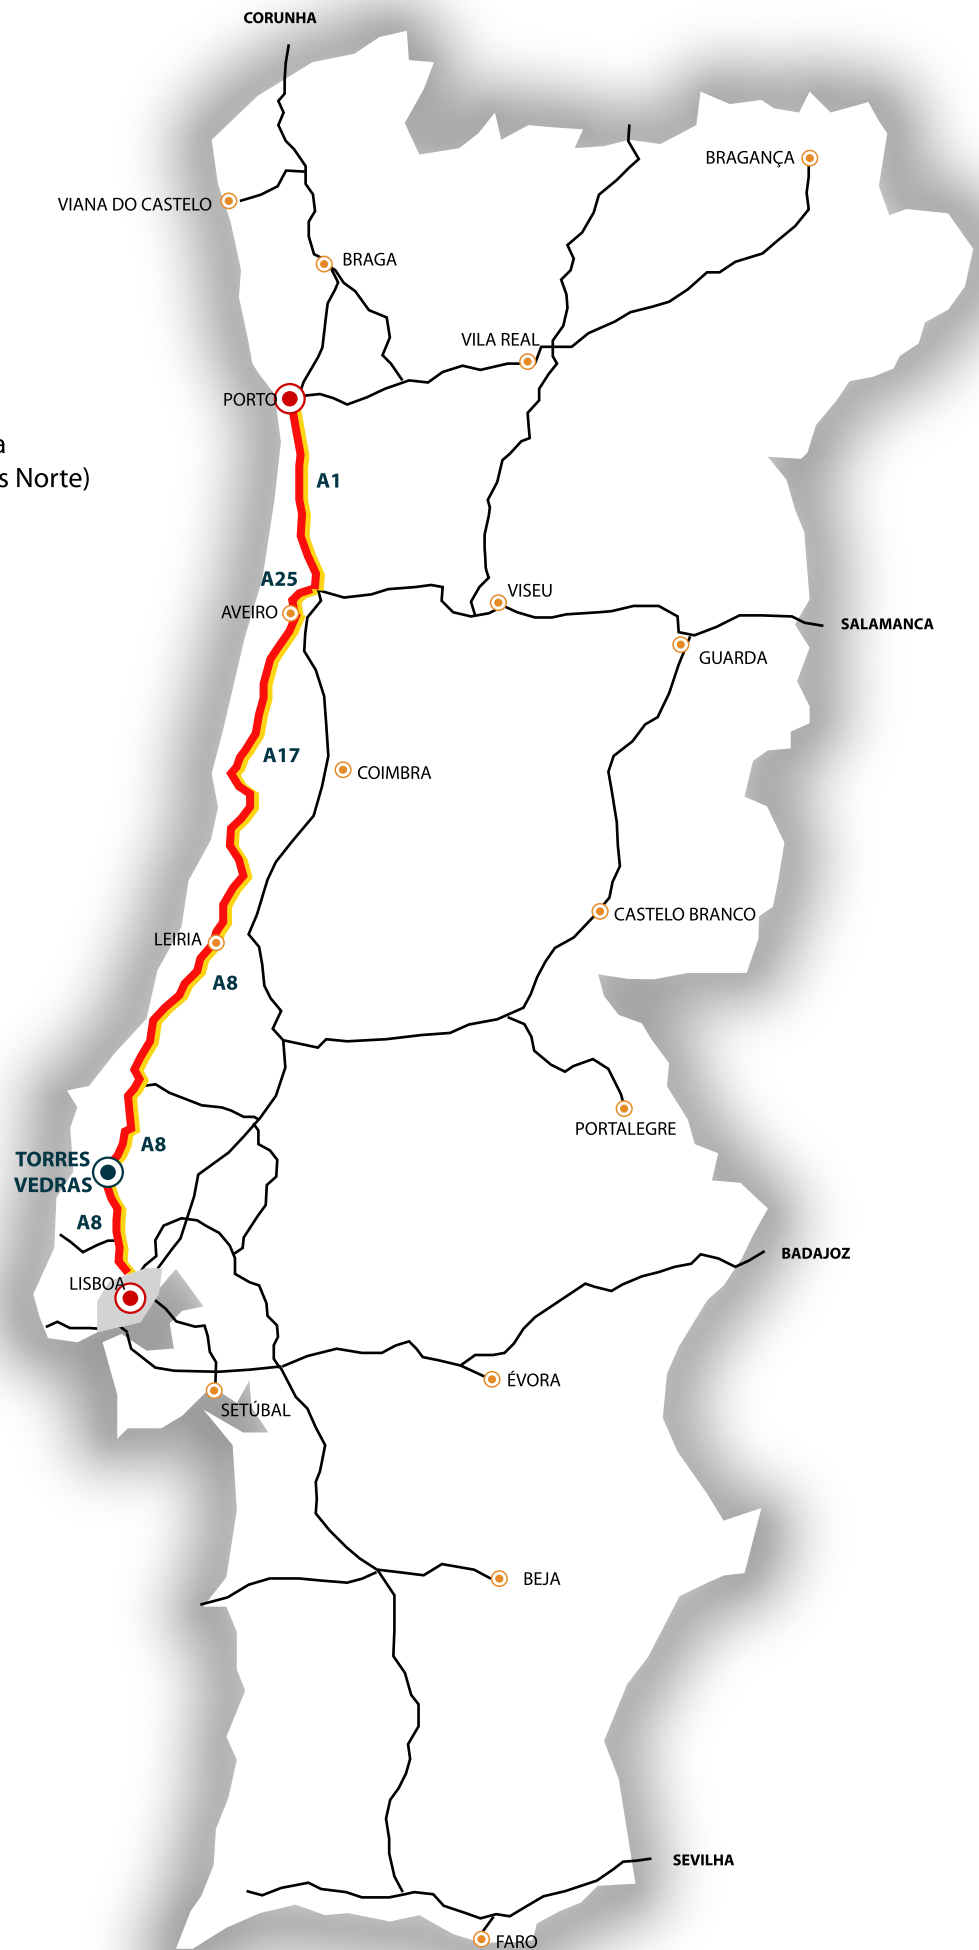 CORUNHA
BRAGANÇA
VIANA DO CASTELO
BRAGA
VILA REAL
PORTO
a
s Norte)
A1
A25
VISEU
AVEIRO
SALAMANCA
GUARDA
A17
COIMBRA
CASTELO BRANCO
LEIRIA
A8
PORTALEGRE
A8
TORRES
VEDRAS
A8
BADAJOZ
LISBOA
ÉVORA
SETÚBAL
BEJA
SEVILHA
FARO